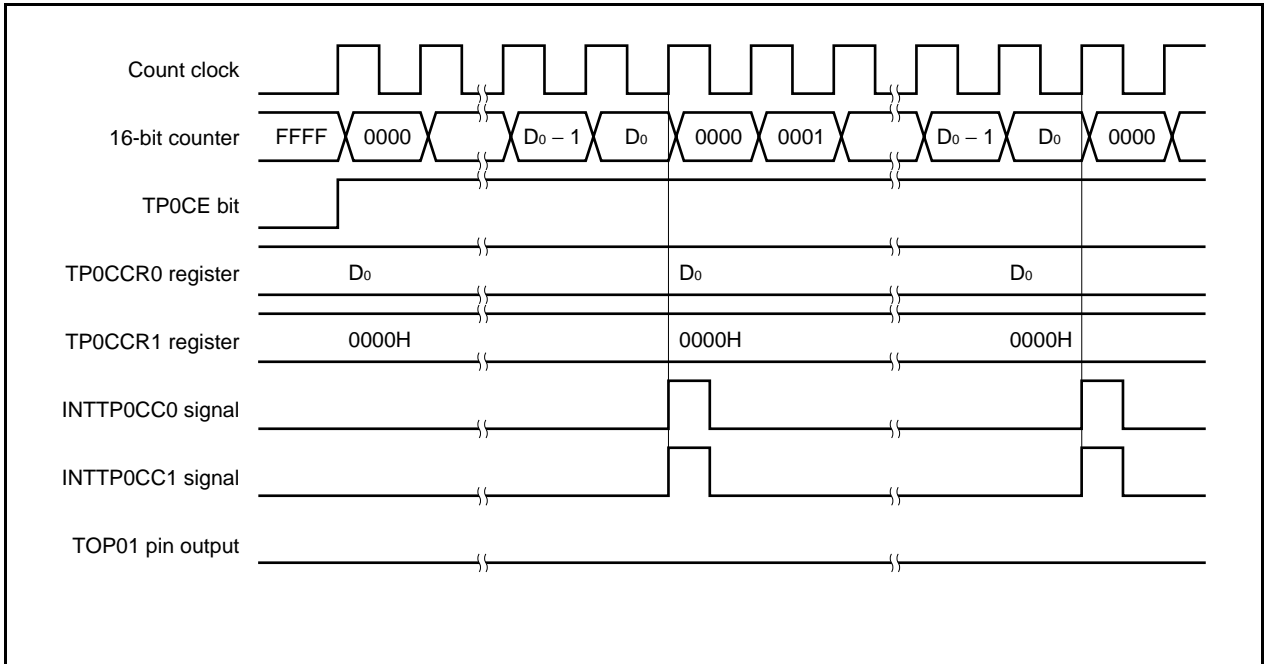 Count clock
16-bit counter FFFF 0000 D0 − 1 D0 0000 0001 D0 − 1 D0 0000
TP0CE bit
TP0CCR0 register D0 D0 D0
TP0CCR1 register 0000H 0000H 0000H
INTTP0CC0 signal
INTTP0CC1 signal
TOP01 pin output